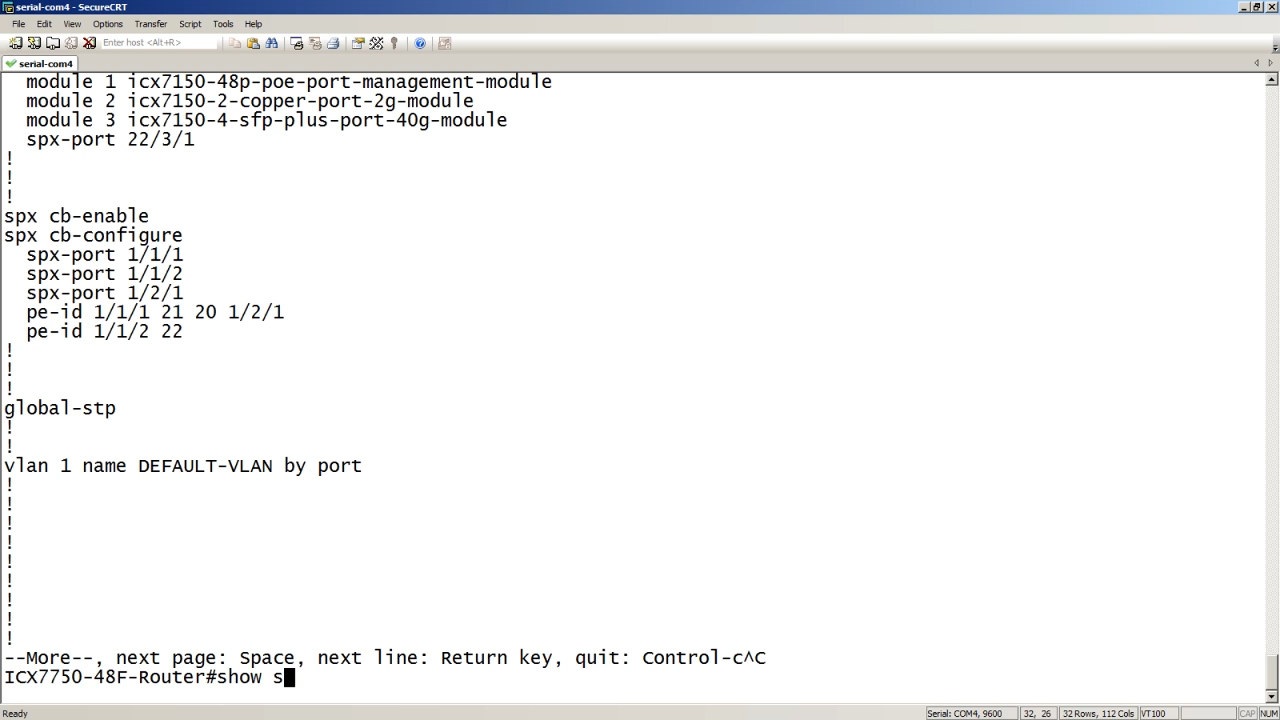 serial-com4 - SecureCRT
File Edit View Options Transfer Script Tools Help
Enter host <Alt+R>
serial-com4
module 1 icx7150-48p-poe-port-management-module
module 2 icx7150-2-copper-port-2g-module
module 3 icx7150-4-sfp-plus-port-40g-module
spx-port 22/3/1
!
!
!
spx cb-enable
spx cb-configure
spx-port 1/1/1
spx-port 1/1/2
spx-port 1/2/1
pe-id 1/1/1 21 20 1/2/1
pe-id 1/1/2 22
!
!
!
global-stp
!
!
vlan 1 name DEFAULT-VLAN by port
!
!
!
!
!
!
!
!
!
--More--, next page: Space, next line: Return key, quit: Control-c^C
ICX7750-48F-Router#show s
Ready Serial: COM4, 9600 32, 26 32 Rows, 112 Cols VT100 CAP NUM